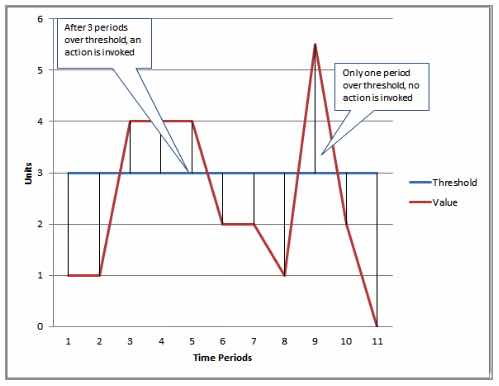 6
After 3 periods
over threshold, an
action is invoked
5
Only one period
over threshold, no
action is invoked
4
3
2
1
0
Units
Threshold
Value
1 2 3 4 5 6 7 8 9 10 11
Time Periods